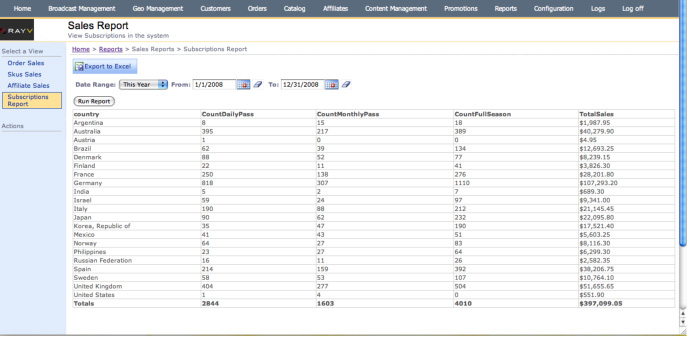 Home Broadcast Management Geo Management Customers Orders Catalog Affiliates Content Management Promotions Reports Configuration Logs Log off
RAYV
Sales Report
View Subscriptions in the system
Select a View
Home > Reports > Sales Reports > Subscriptions Report
Order Sales
Skus Sales
Affiliate Sales
Subscriptions Report
Actions
Export to Excel
Date Range: This Year From: 1/1/2008 To: 12/31/2008
Run Report
country CountDailyPass CountMonthlyPass CountFullSeason TotalSales
Argentina 8 15 18 $1,987.95
Australia 395 217 389 $40,279.90
Austria 1 0 0 $4.95
Brazil 62 39 134 $12,693.25
Denmark 88 52 77 $8,239.15
Finland 22 11 41 $3,826.30
France 250 138 276 $28,201.80
Germany 818 307 1110 $107,293.20
India 5 2 7 $689.30
Israel 59 24 97 $9,341.00
Italy 190 88 212 $21,145.45
Japan 90 62 232 $22,095.80
Korea, Republic of 35 47 190 $17,521.40
Mexico 41 43 51 $5,603.25
Norway 64 27 83 $8,116.30
Philippines 23 27 64 $6,299.30
Russian Federation 16 11 26 $2,582.35
Spain 214 159 392 $38,206.75
Sweden 58 53 107 $10,764.10
United Kingdom 404 277 504 $51,655.65
United States 1 4 0 $551.90
Totals 2844 1603 4010 $397,099.05